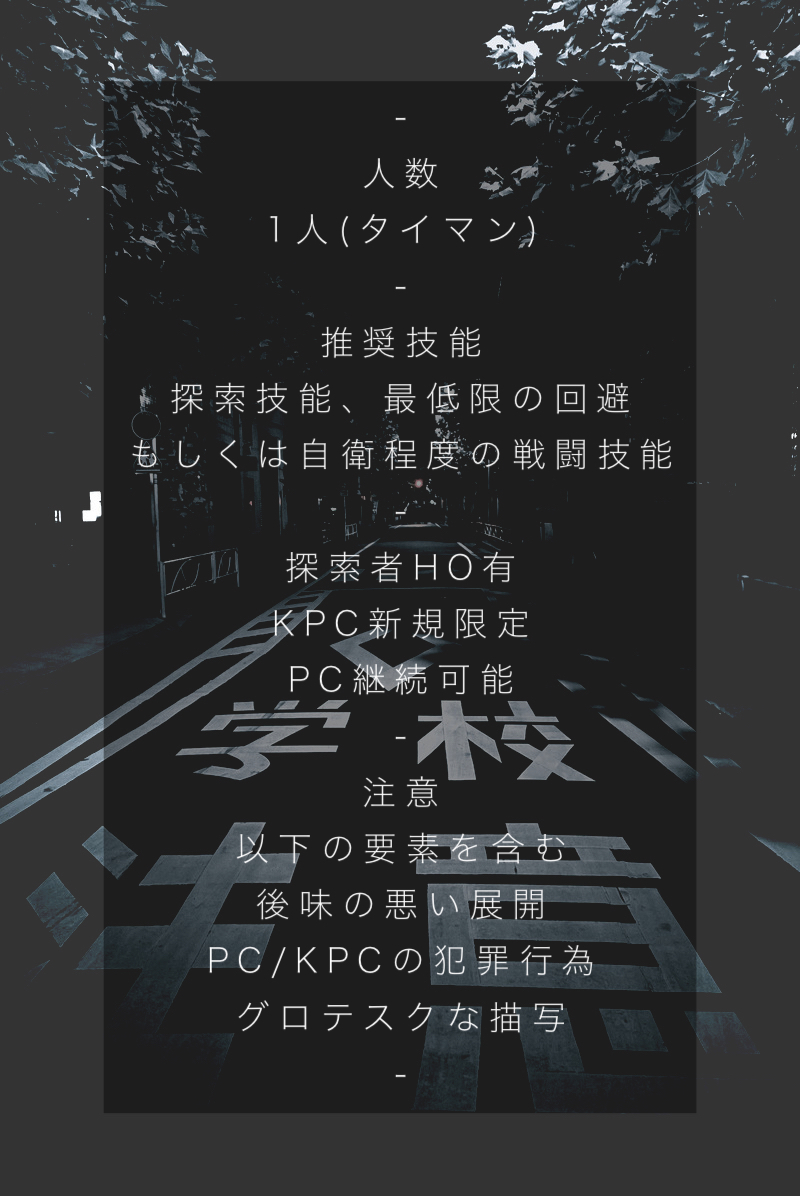 -
人数
1人(タイマン)
-
推奨技能
探索技能、最低限の回避
もしくは自衛程度の戦闘技能
-
探索者HO有
KPC新規限定
PC継続可能
-
学校
注意
以下の要素を含む
後味の悪い展開
PC/KPCの犯罪行為
グロテスクな描写
-
注意